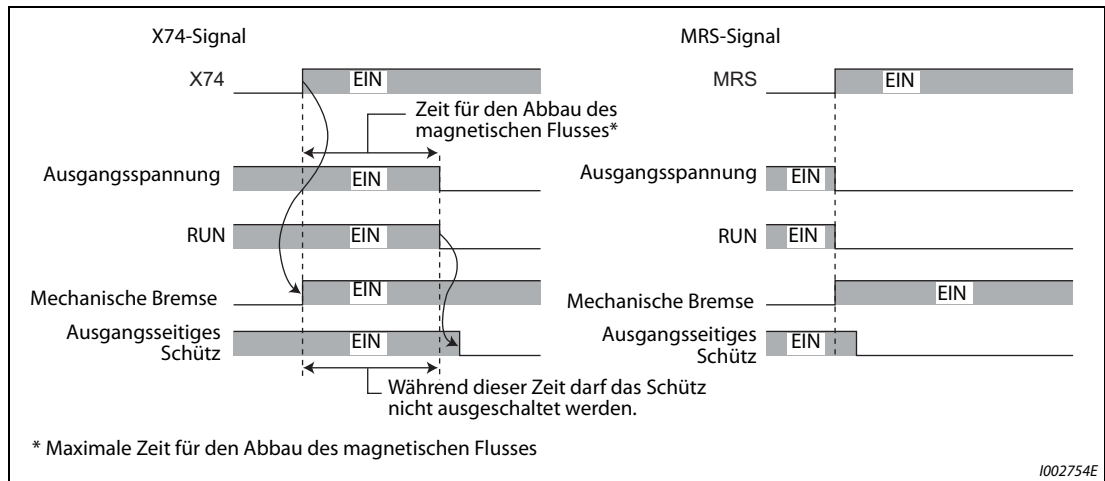 X74-Signal
X74
EIN
Zeit für den Abbau des
magnetischen Flusses*
Ausgangsspannung
EIN
RUN
EIN
Mechanische Bremse
EIN
Ausgangsseitiges
Schütz
EIN
Während dieser Zeit darf das Schütz
nicht ausgeschaltet werden.
MRS-Signal
MRS
EIN
Ausgangsspannung
EIN
RUN
EIN
Mechanische Bremse
EIN
Ausgangsseitiges
Schütz
EIN
* Maximale Zeit für den Abbau des magnetischen Flusses
I002754E